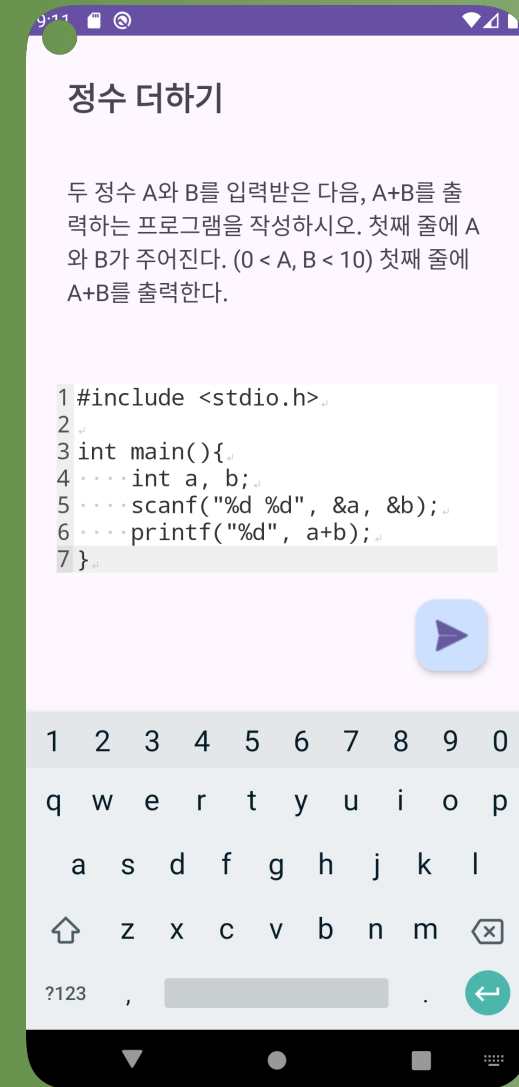 9:11
정수 더하기
두 정수 A와 B를 입력받은 다음, A+B를 출
력하는 프로그램을 작성하시오. 첫째 줄에 A
와 B가 주어진다. (0 < A, B < 10) 첫째 줄에
A+B를 출력한다.
1 #include <stdio.h>
2
3 int main(){
4 ····int a, b;
5 ····scanf("%d %d", &a, &b);
6 ····printf("%d", a+b);
7 }
1 2 3 4 5 6 7 8 9 0
q w e r t y u i o p
a s d f g h j k l
z x c v b n m
?123 , .